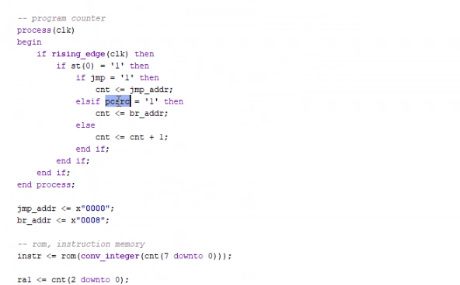 -- program counter
process(clk)
begin
if rising_edge(clk) then
if st(0) = '1' then
if jmp = '1' then
cnt <= jmp_addr;
elsif = '1' then
cnt <= br_addr;
else
cnt <= cnt + 1;
end if;
end if;
end if;
end process;
jmp_addr <= x"0000";
br_addr <= x"0008";
-- rom, instruction memory
instr <= rom(conv_integer(cnt(7 downto 0)));
ra1 <= cnt(2 downto 0);